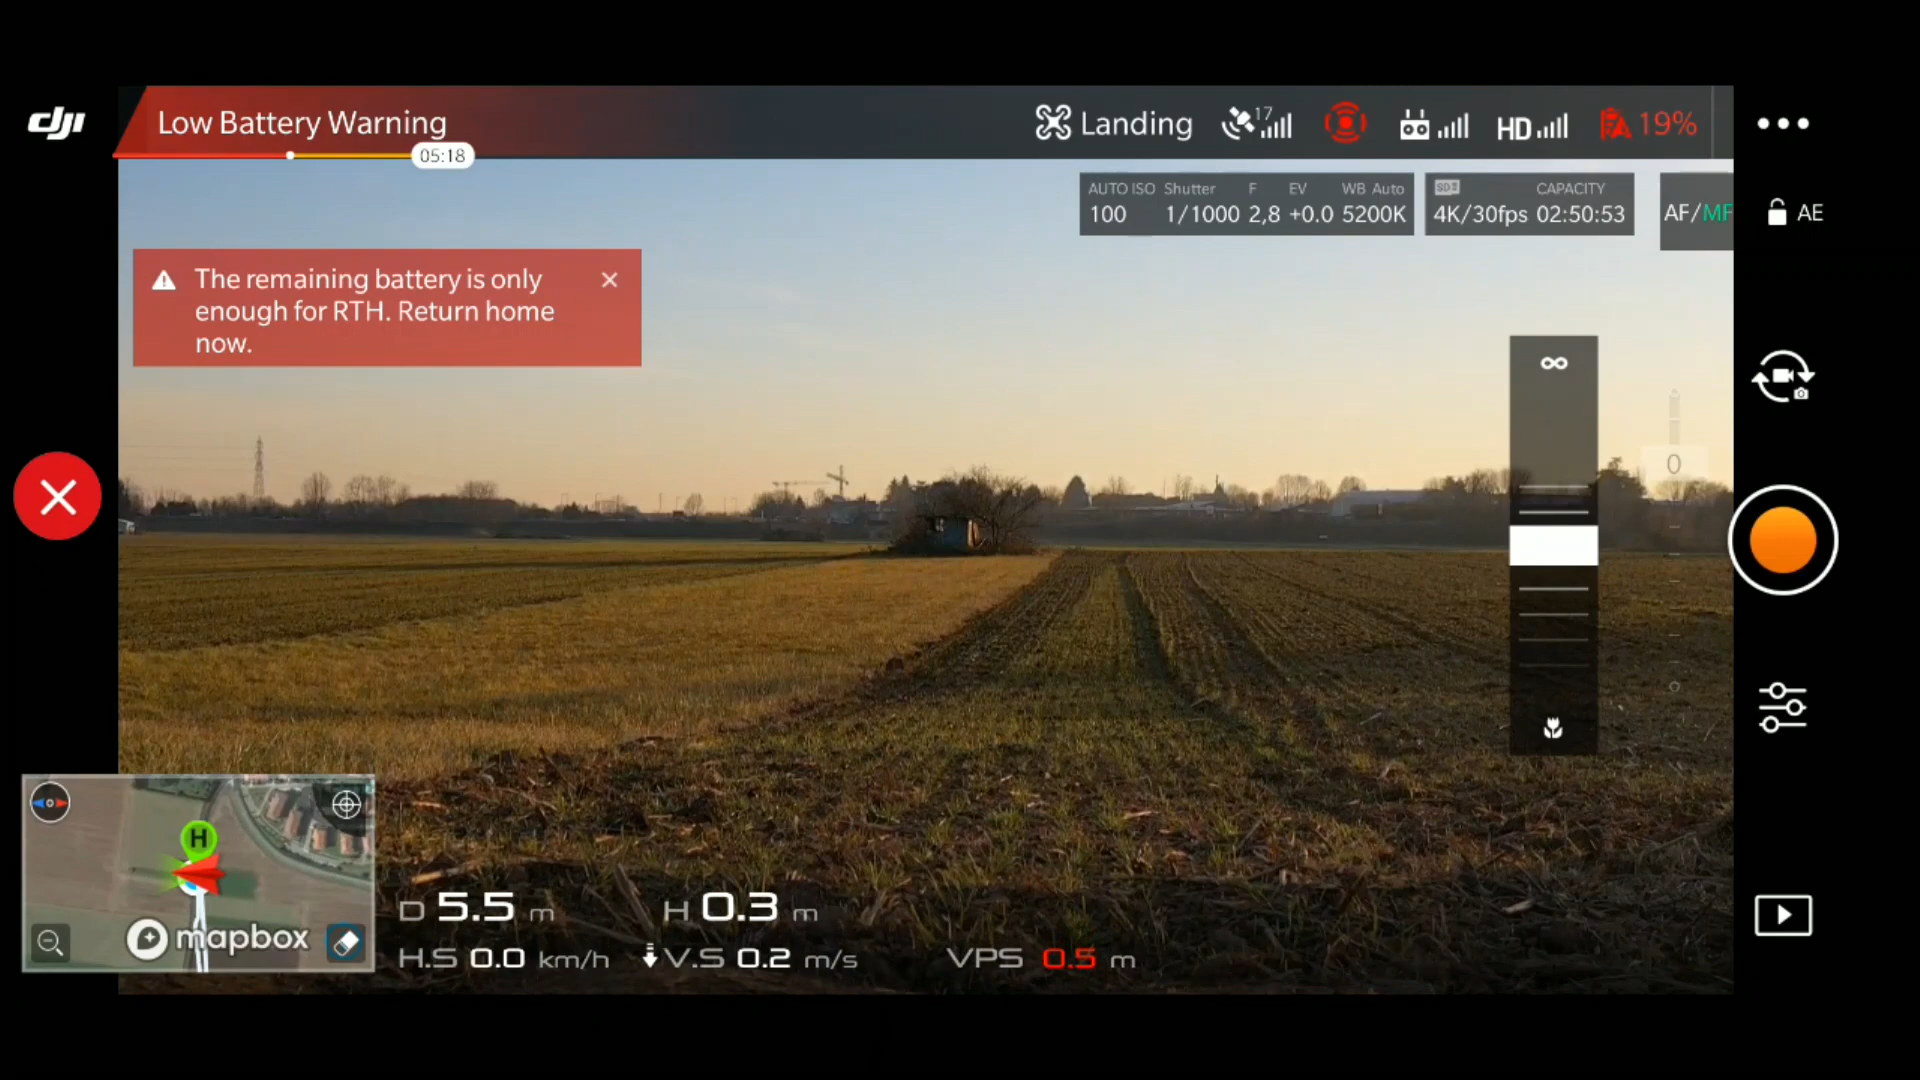 dji
Low Battery Warning
05:18
Landing
17
HD
19%
AUTO ISO Shutter F EV WB Auto
100 1/1000 2,8 +0.0 5200K
CAPACITY
4K/30fps 02:50:53
AF/MF
AE
The remaining battery is only
enough for RTH. Return home
now.
∞
0
H
mapbox
D 5.5 m H 0.3 m
H.S 0.0 km/h V.S 0.2 m/s VPS 0.5 m